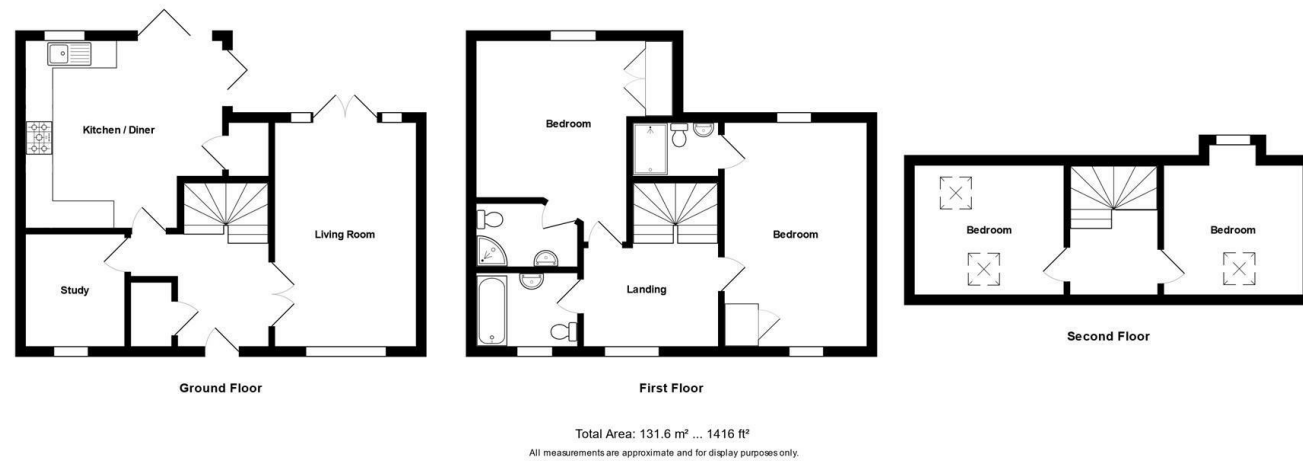 Kitchen / Diner
Living Room
Study
Ground Floor
Bedroom
Bedroom
Landing
First Floor
Bedroom
Bedroom
Second Floor
Total Area: 131.6 m² ... 1416 ft²
All measurements are approximate and for display purposes only.